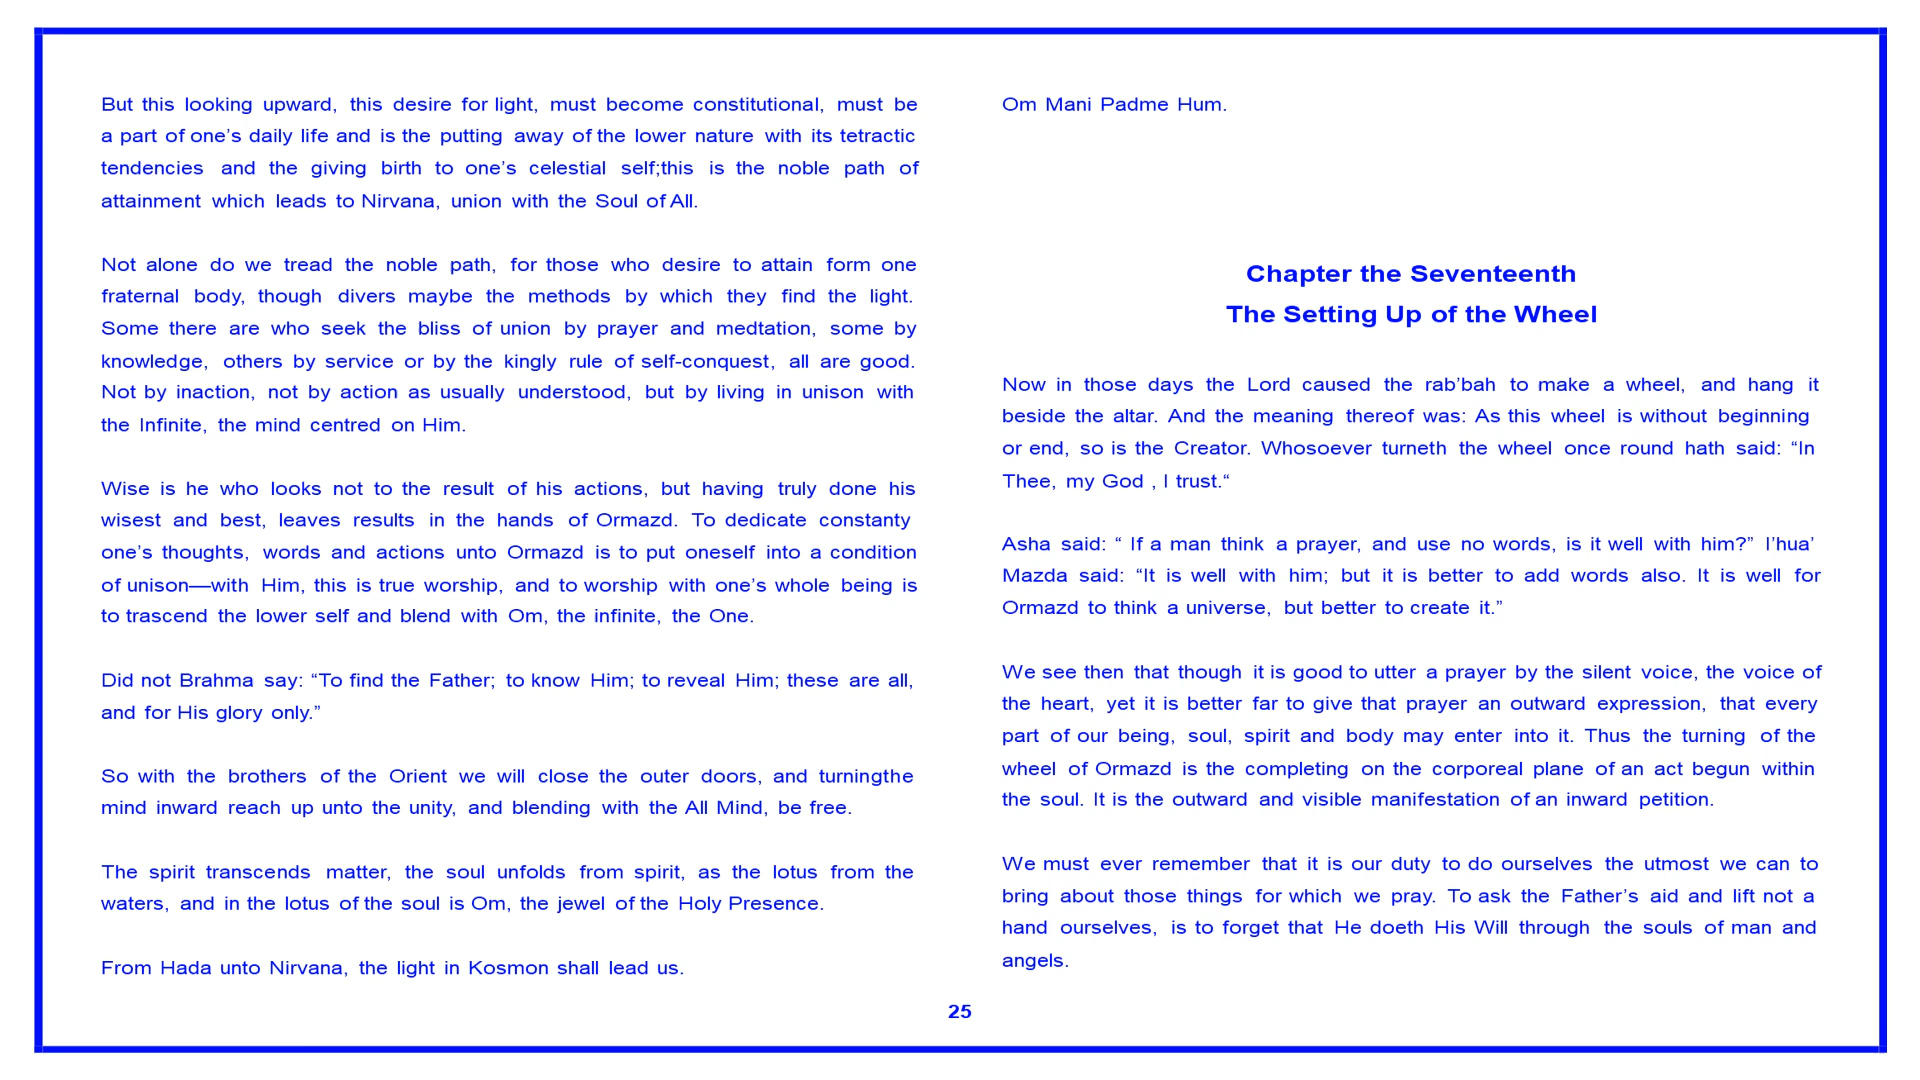 But this looking upward, this desire for light, must become constitutional, must be
a part of one’s daily life and is the putting away of the lower nature with its tetractic
tendencies and the giving birth to one’s celestial self;this is the noble path of
attainment which leads to Nirvana, union with the Soul of All.
Not alone do we tread the noble path, for those who desire to attain form one
fraternal body, though divers maybe the methods by which they find the light.
Some there are who seek the bliss of union by prayer and medtation, some by
knowledge, others by service or by the kingly rule of self-conquest, all are good.
Not by inaction, not by action as usually understood, but by living in unison with
the Infinite, the mind centred on Him.
Wise is he who looks not to the result of his actions, but having truly done his
wisest and best, leaves results in the hands of Ormazd. To dedicate constanty
one’s thoughts, words and actions unto Ormazd is to put oneself into a condition
of unison—with Him, this is true worship, and to worship with one’s whole being is
to trascend the lower self and blend with Om, the infinite, the One.
Did not Brahma say: “To find the Father; to know Him; to reveal Him; these are all,
and for His glory only.”
So with the brothers of the Orient we will close the outer doors, and turningthe
mind inward reach up unto the unity, and blending with the All Mind, be free.
The spirit transcends matter, the soul unfolds from spirit, as the lotus from the
waters, and in the lotus of the soul is Om, the jewel of the Holy Presence.
From Hada unto Nirvana, the light in Kosmon shall lead us.
Om Mani Padme Hum.
Chapter the Seventeenth
The Setting Up of the Wheel
Now in those days the Lord caused the rab’bah to make a wheel, and hang it
beside the altar. And the meaning thereof was: As this wheel is without beginning
or end, so is the Creator. Whosoever turneth the wheel once round hath said: “In
Thee, my God , I trust.“
Asha said: “ If a man think a prayer, and use no words, is it well with him?” I’hua’
Mazda said: “It is well with him; but it is better to add words also. It is well for
Ormazd to think a universe, but better to create it.”
We see then that though it is good to utter a prayer by the silent voice, the voice of
the heart, yet it is better far to give that prayer an outward expression, that every
part of our being, soul, spirit and body may enter into it. Thus the turning of the
wheel of Ormazd is the completing on the corporeal plane of an act begun within
the soul. It is the outward and visible manifestation of an inward petition.
We must ever remember that it is our duty to do ourselves the utmost we can to
bring about those things for which we pray. To ask the Father’s aid and lift not a
hand ourselves, is to forget that He doeth His Will through the souls of man and
angels.
25